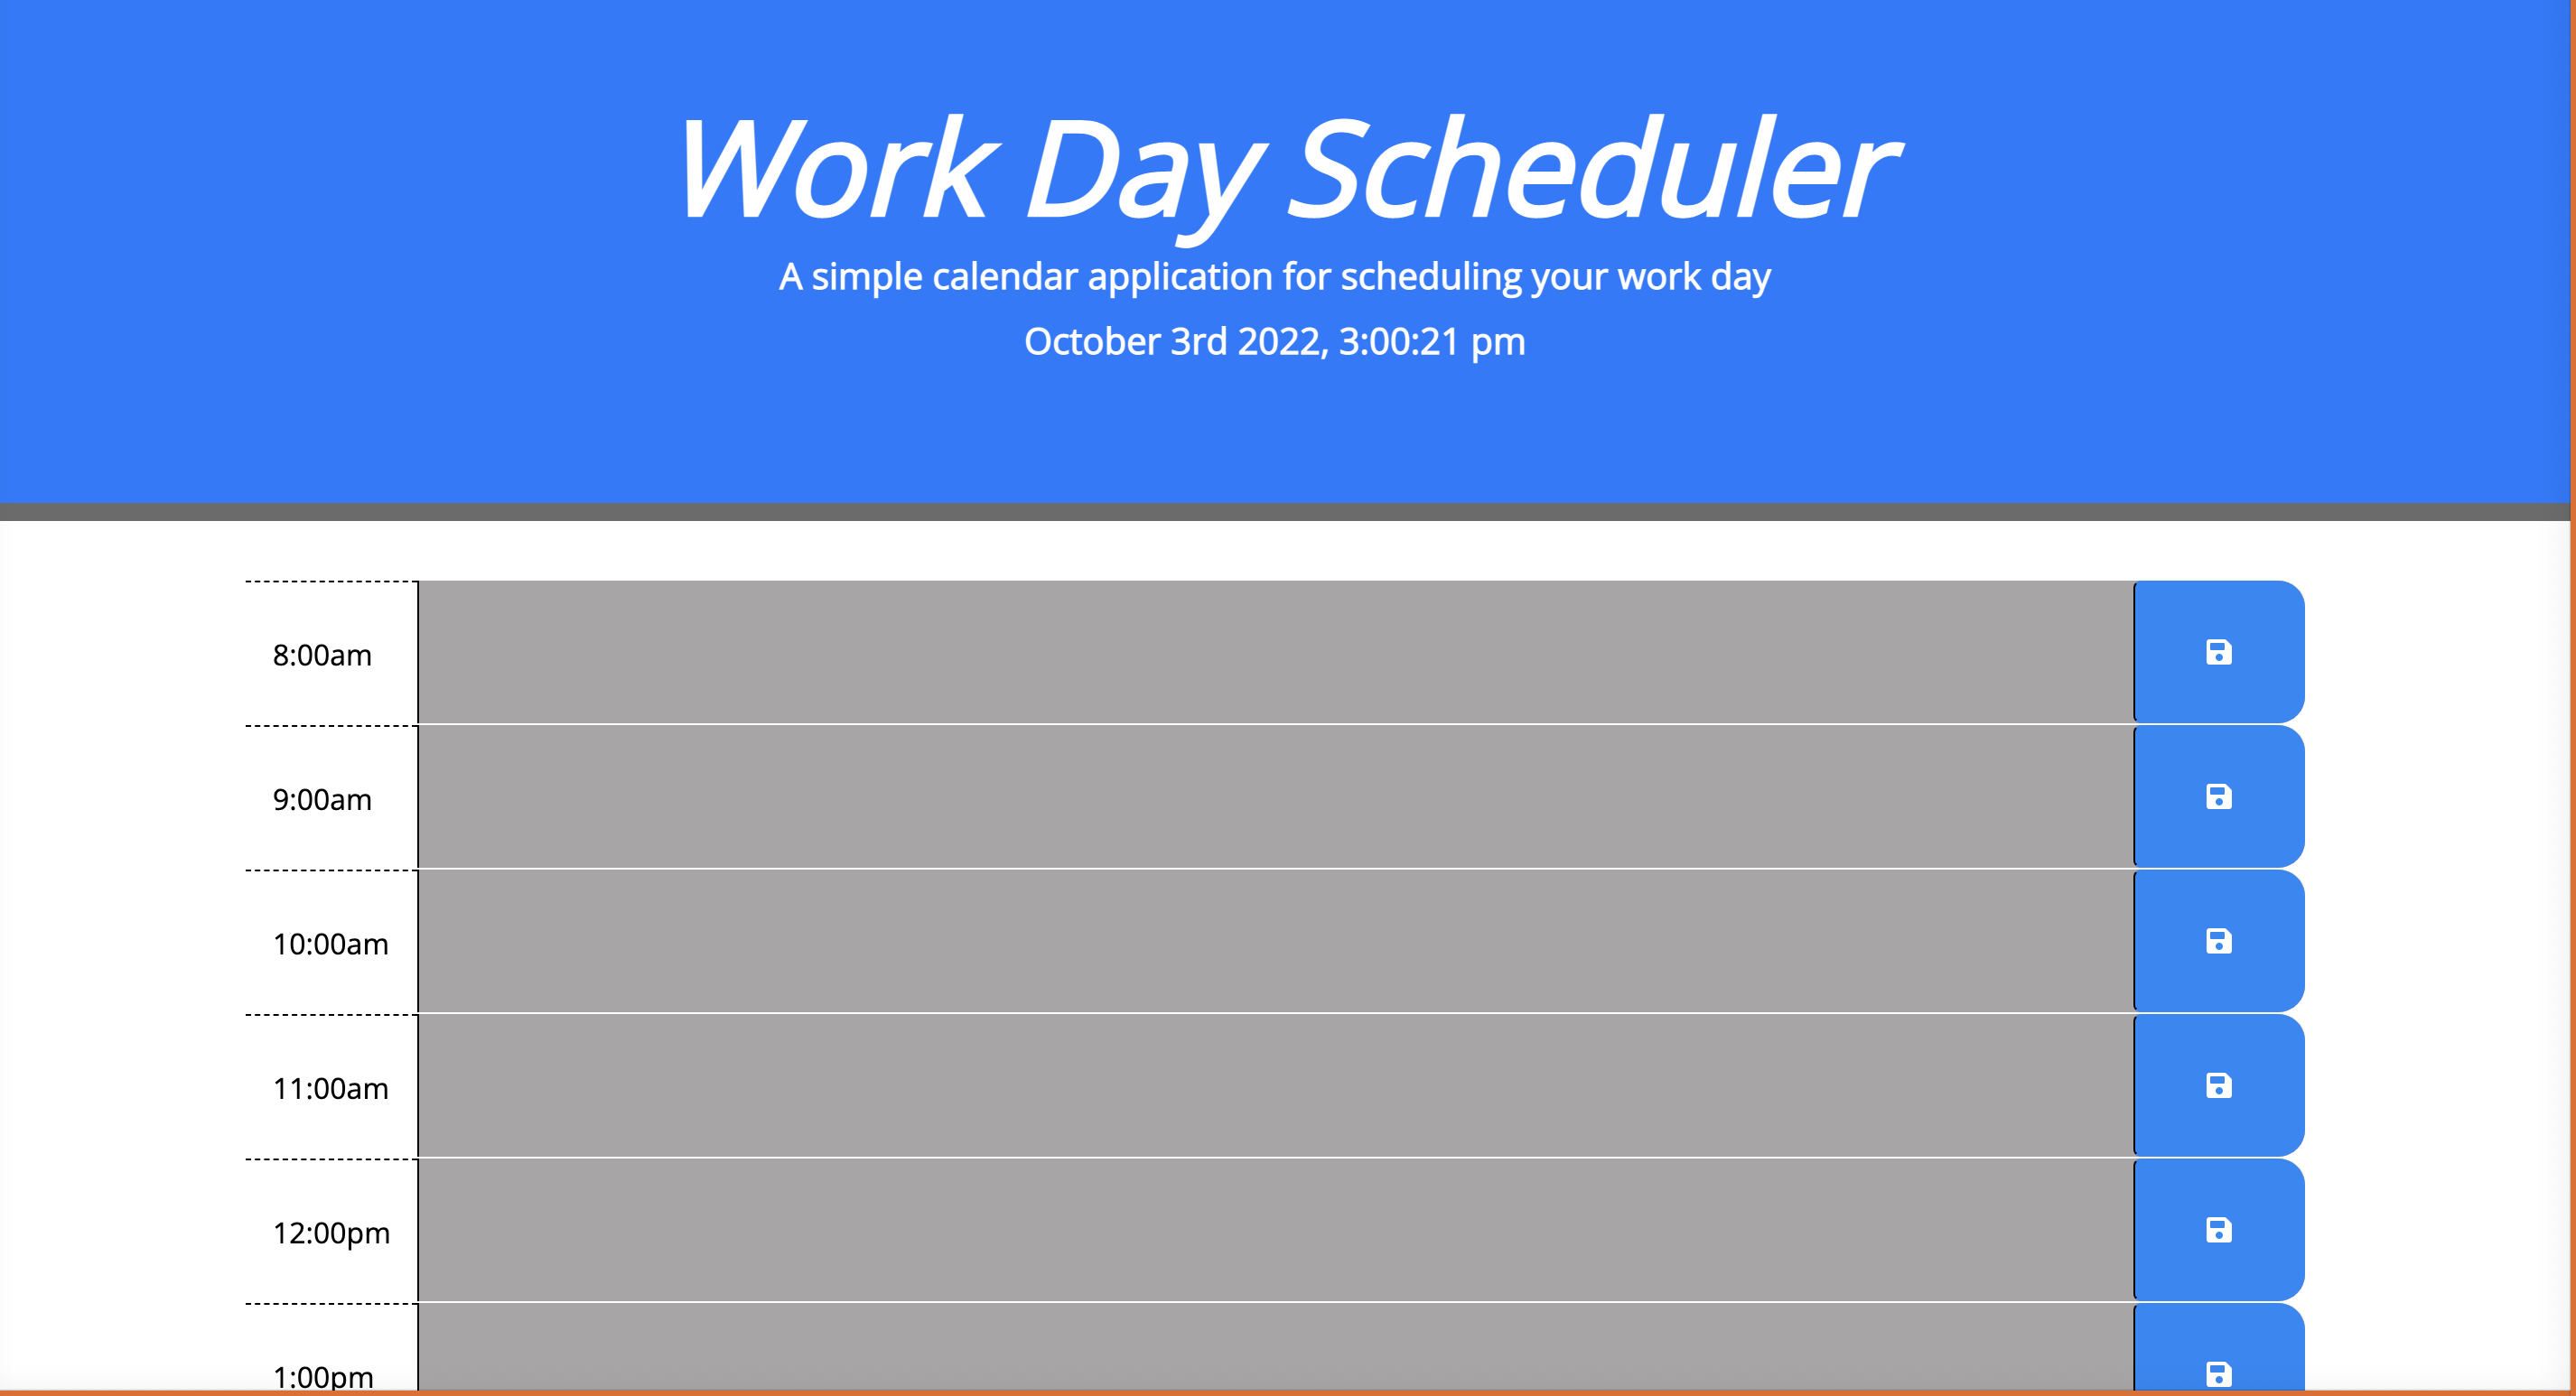 Work Day Scheduler
A simple calendar application for scheduling your work day
October 3rd 2022, 3:00:21 pm
8:00am
9:00am
10:00am
11:00am
12:00pm
1:00pm